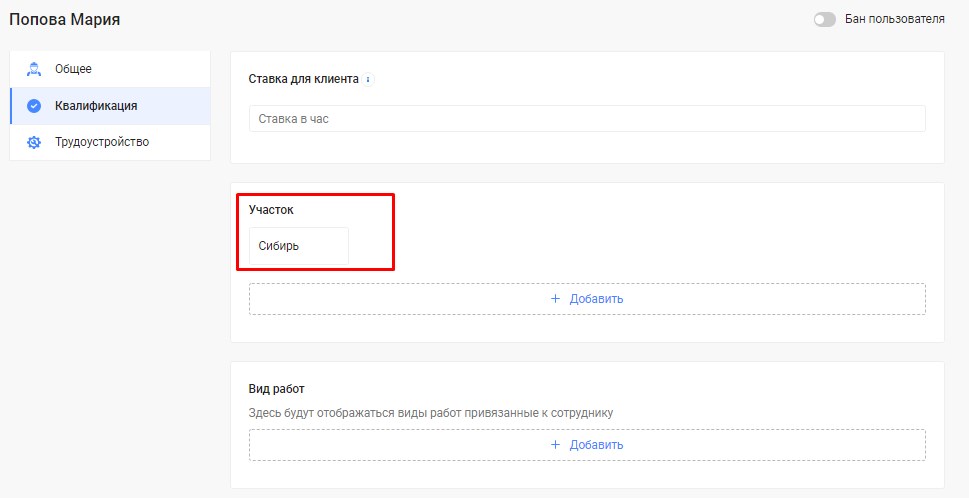 Попова Мария
Бан пользователя
Общее
Квалификация
Трудоустройство
Ставка для клиента
Ставка в час
Участок
Сибирь
+ Добавить
Вид работ
Здесь будут отображаться виды работ привязанные к сотруднику
+ Добавить